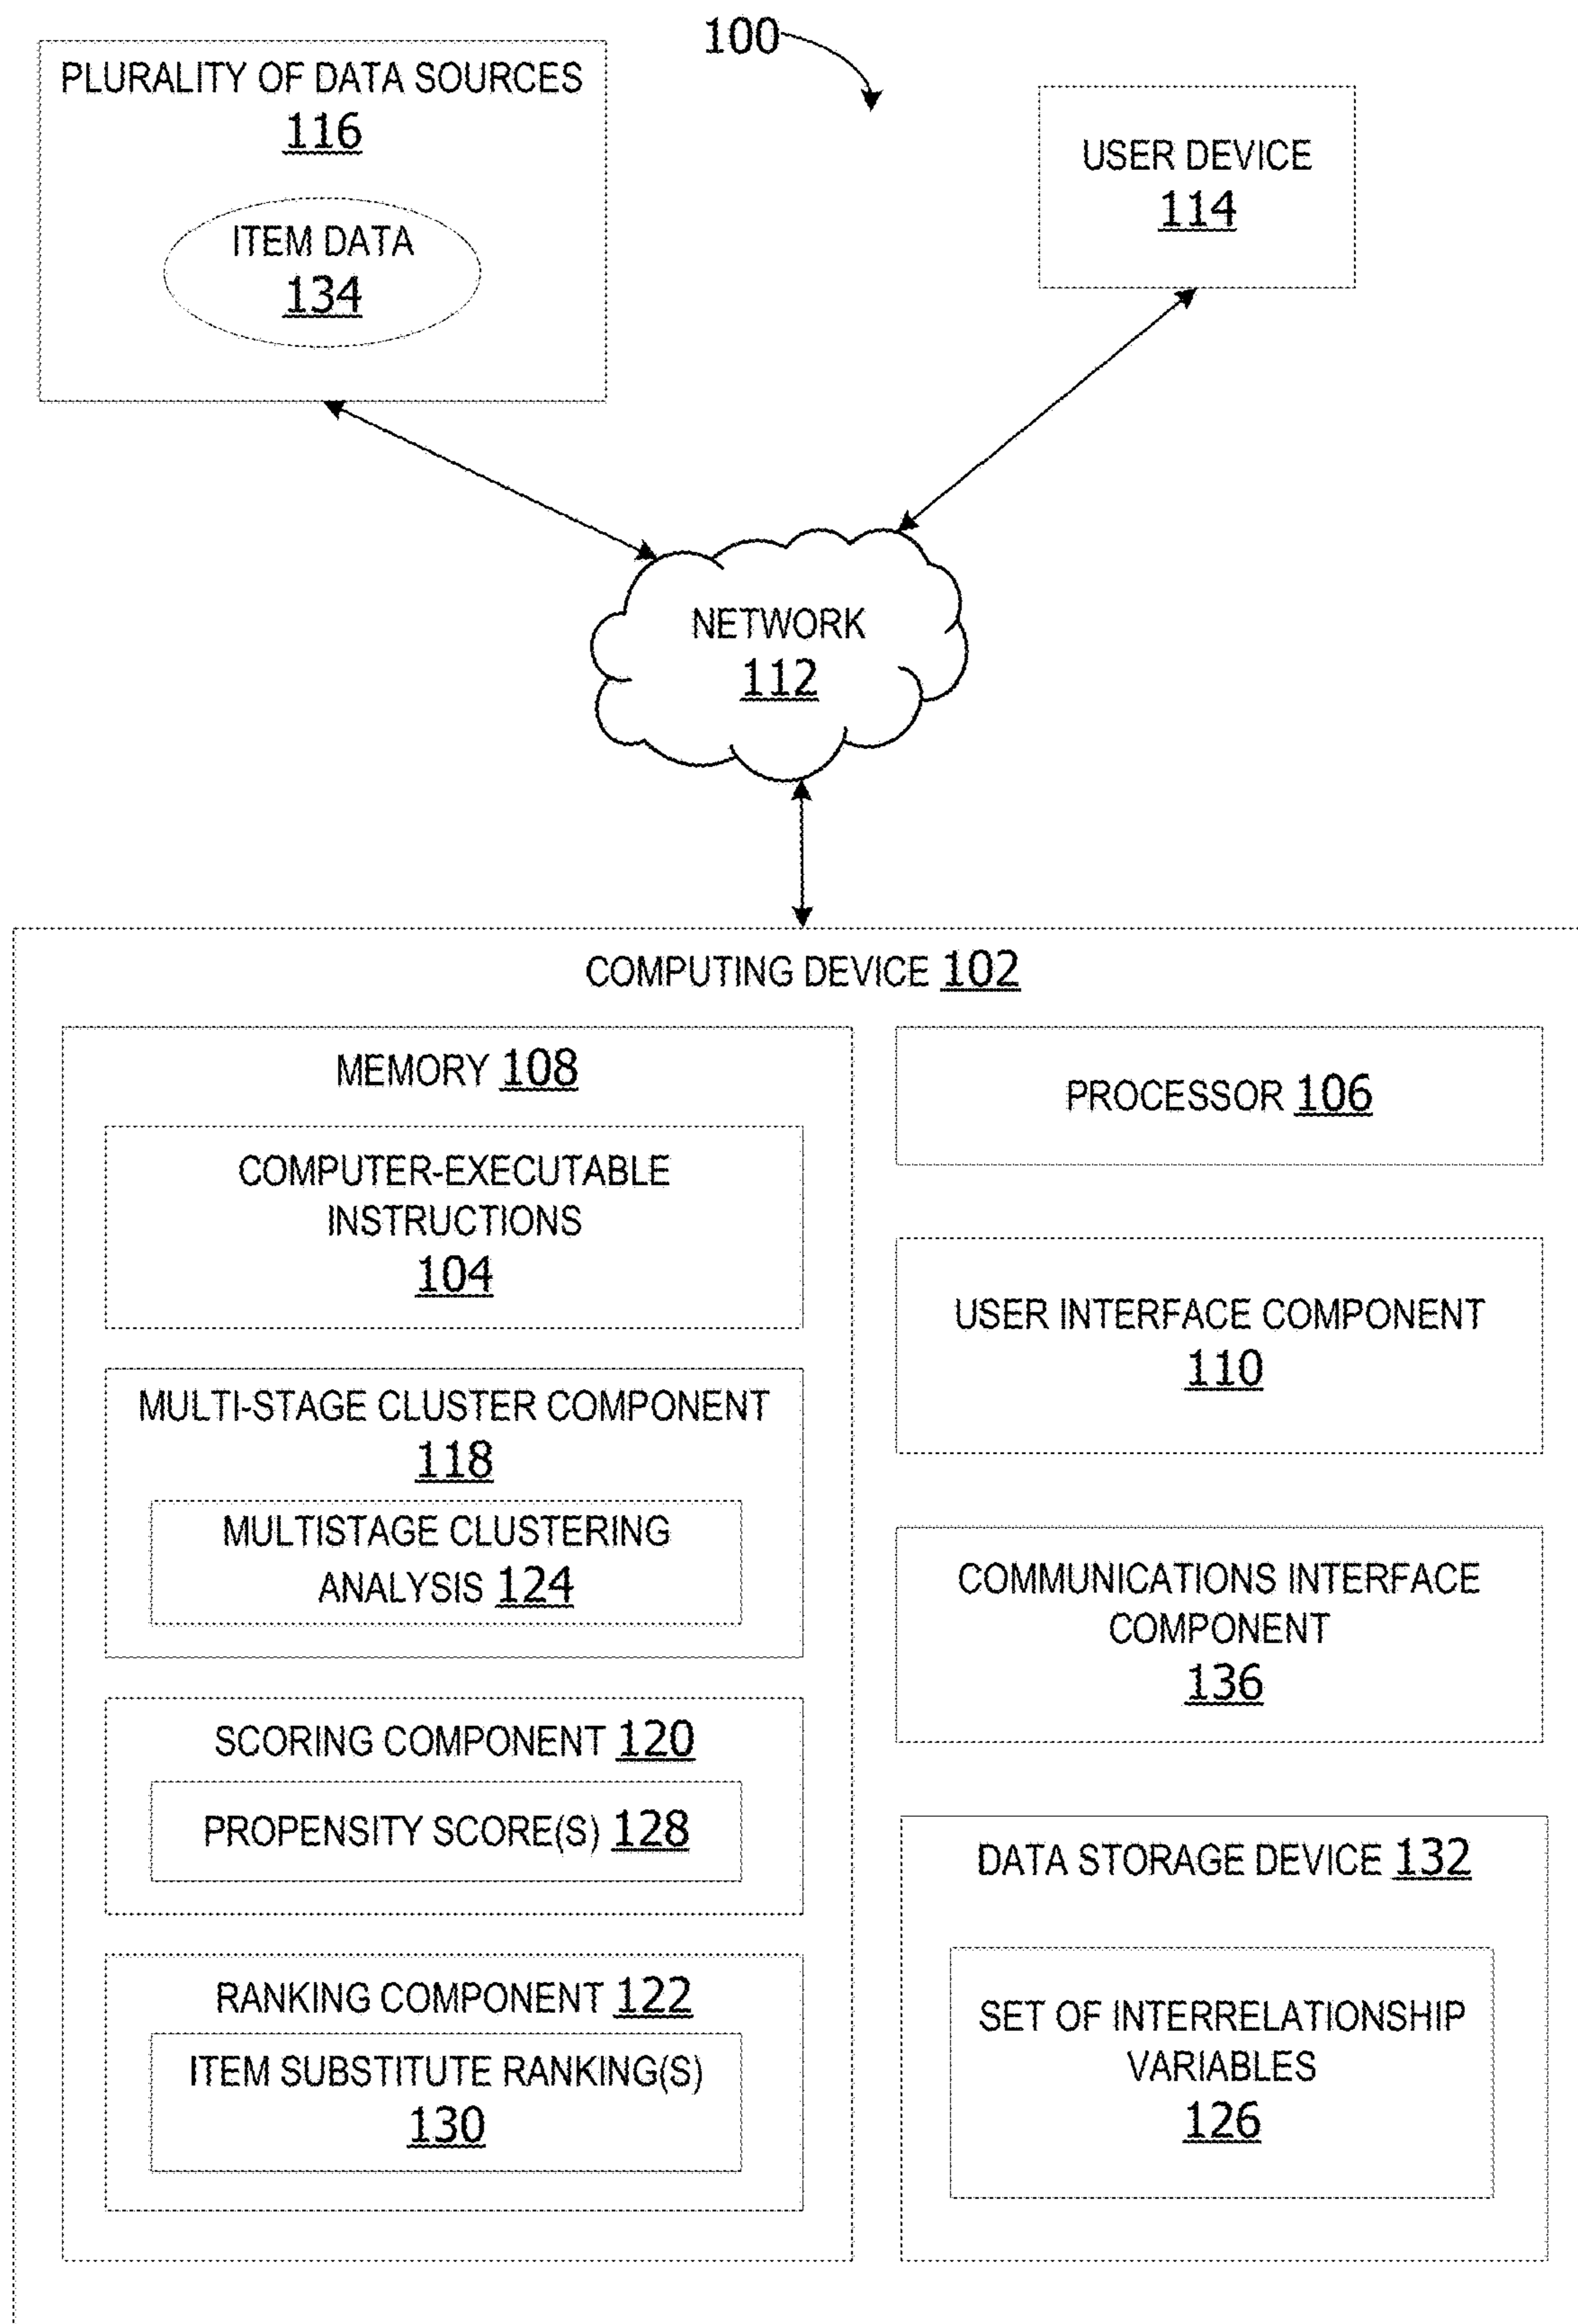 100
PLURALITY OF DATA SOURCES
116
ITEM DATA
134
USER DEVICE
114
NETWORK
112
COMPUTING DEVICE 102
MEMORY 108
COMPUTER-EXECUTABLE
INSTRUCTIONS
104
MULTI-STAGE CLUSTER COMPONENT
118
MULTISTAGE CLUSTERING
ANALYSIS 124
SCORING COMPONENT 120
PROPENSITY SCORE(S) 128
RANKING COMPONENT 122
ITEM SUBSTITUTE RANKING(S)
130
PROCESSOR 106
USER INTERFACE COMPONENT
110
COMMUNICATIONS INTERFACE
COMPONENT
136
DATA STORAGE DEVICE 132
SET OF INTERRELATIONSHIP
VARIABLES
126